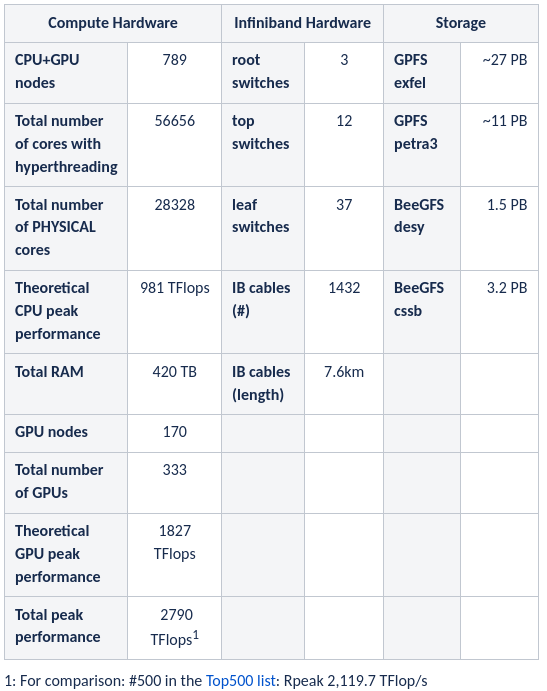 Compute Hardware Infiniband Hardware Storage
CPU+GPU 789 root 3 GPFS ~27 PB
nodes switches exfel
Total number 56656 top 12 GPFS ~11 PB
of cores with switches petra3
hyperthreading
Total number 28328 leaf 37 BeeGFS 1.5 PB
of PHYSICAL switches desy
cores
Theoretical 981 TFlops IB cables 1432 BeeGFS 3.2 PB
CPU peak (#) cssb
performance
Total RAM 420 TB IB cables 7.6km
(length)
GPU nodes 170
Total number 333
of GPUs
Theoretical 1827
GPU peak TFlops
performance
Total peak 2790
performance TFlops1
1: For comparison: #500 in the Top500 list: Rpeak 2,119.7 TFlop/s